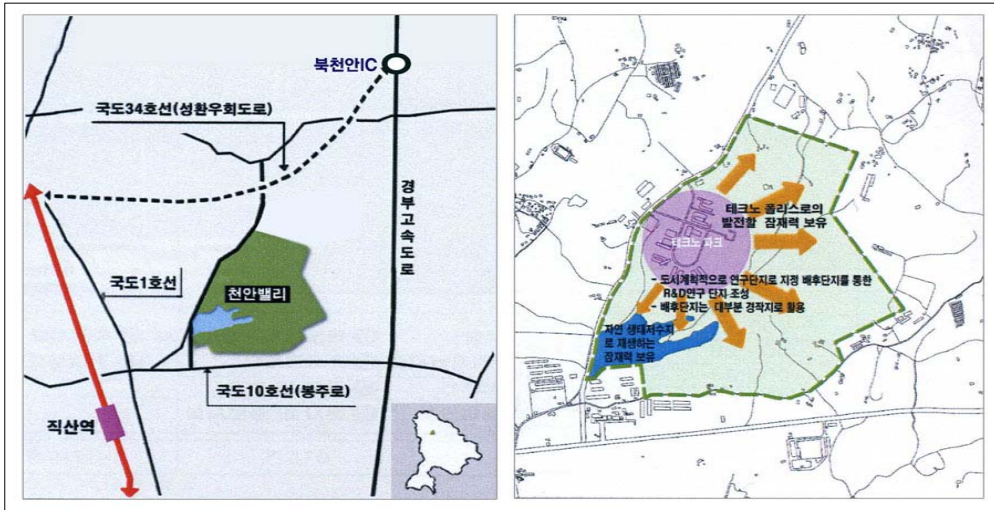 북천안IC
국도34호선(성환우회도로)
경부고속도로
국도1호선
천안밸리
국도10호선(봉주로)
직산역
테크노 폴리스로의
발전할 잠재력 보유
테크노 파크
- 도시계획적으로 연구단지로 지정 배후단지를 통한
R&D연구 단지 조성
- 배후단지는 대부분 경작지로 활용
자연 생태저수지
로 재생하는
잠재력 보유